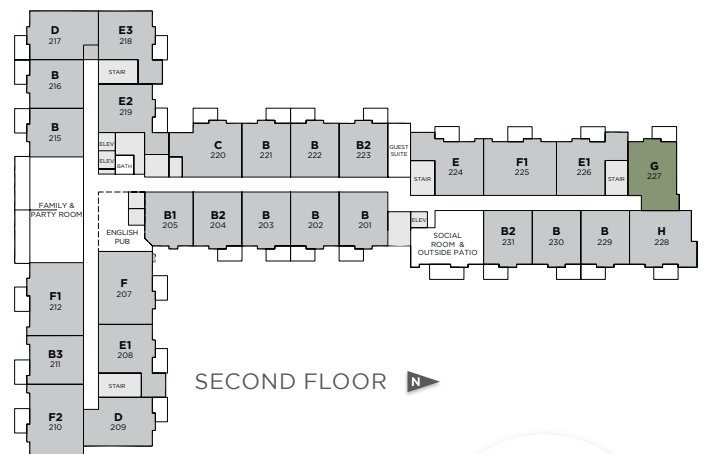 D
217
E3
218
STAIR
B
216
E2
219
B
215
ELEV
ELEV
BATH
C
220
B
221
B
222
B2
223
GUEST
SUITE
E
224
STAIR
F1
225
E1
226
STAIR
G
227
FAMILY &
PARTY ROOM
ENGLISH
PUB
B1
205
B2
204
B
203
B
202
B
201
ELEV
SOCIAL
ROOM &
OUTSIDE PATIO
B2
231
B
230
B
229
H
228
F1
212
F
207
B3
211
E1
208
STAIR
F2
210
D
209
SECOND FLOOR
N